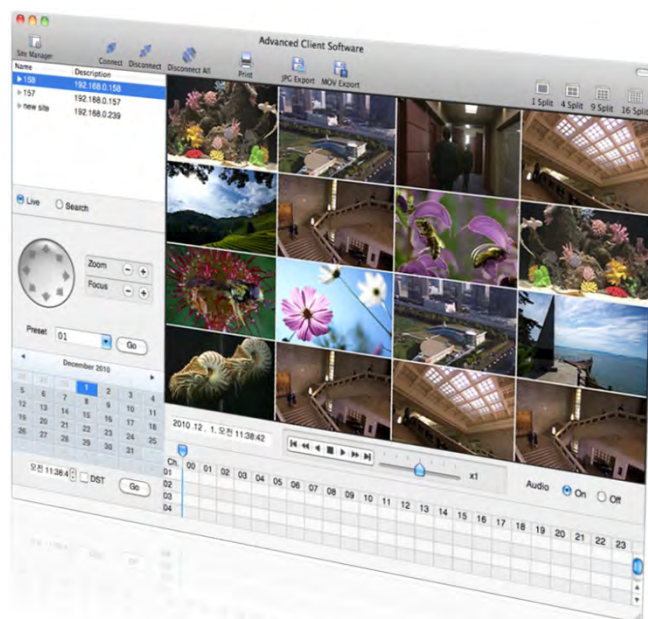 Advanced Client Software
Site Manager
Connect
Disconnect
Disconnect All
Print
JPG Export
MOV Export
1 Split
4 Split
9 Split
16 Split
Name
Description
158
192.168.0.158
157
192.168.0.157
new site
192.168.0.239
Live
Search
Zoom
Focus
Preset
01
Go
December 2010
1 2 3 4
5 6 7 8 9 10 11
12 13 14 15 16 17 18
19 20 21 22 23 24 25
26 27 28 29 30 31
오전 11:38:4
DST
Go
2010 .12 . 1. 오전 11:38:42
x1
Audio
On
Off
Ch. 00 01 02 03 04 05 06 07 08 09 10 11 12 13 14 15 16 17 18 19 20 21 22 23
01
02
03
04